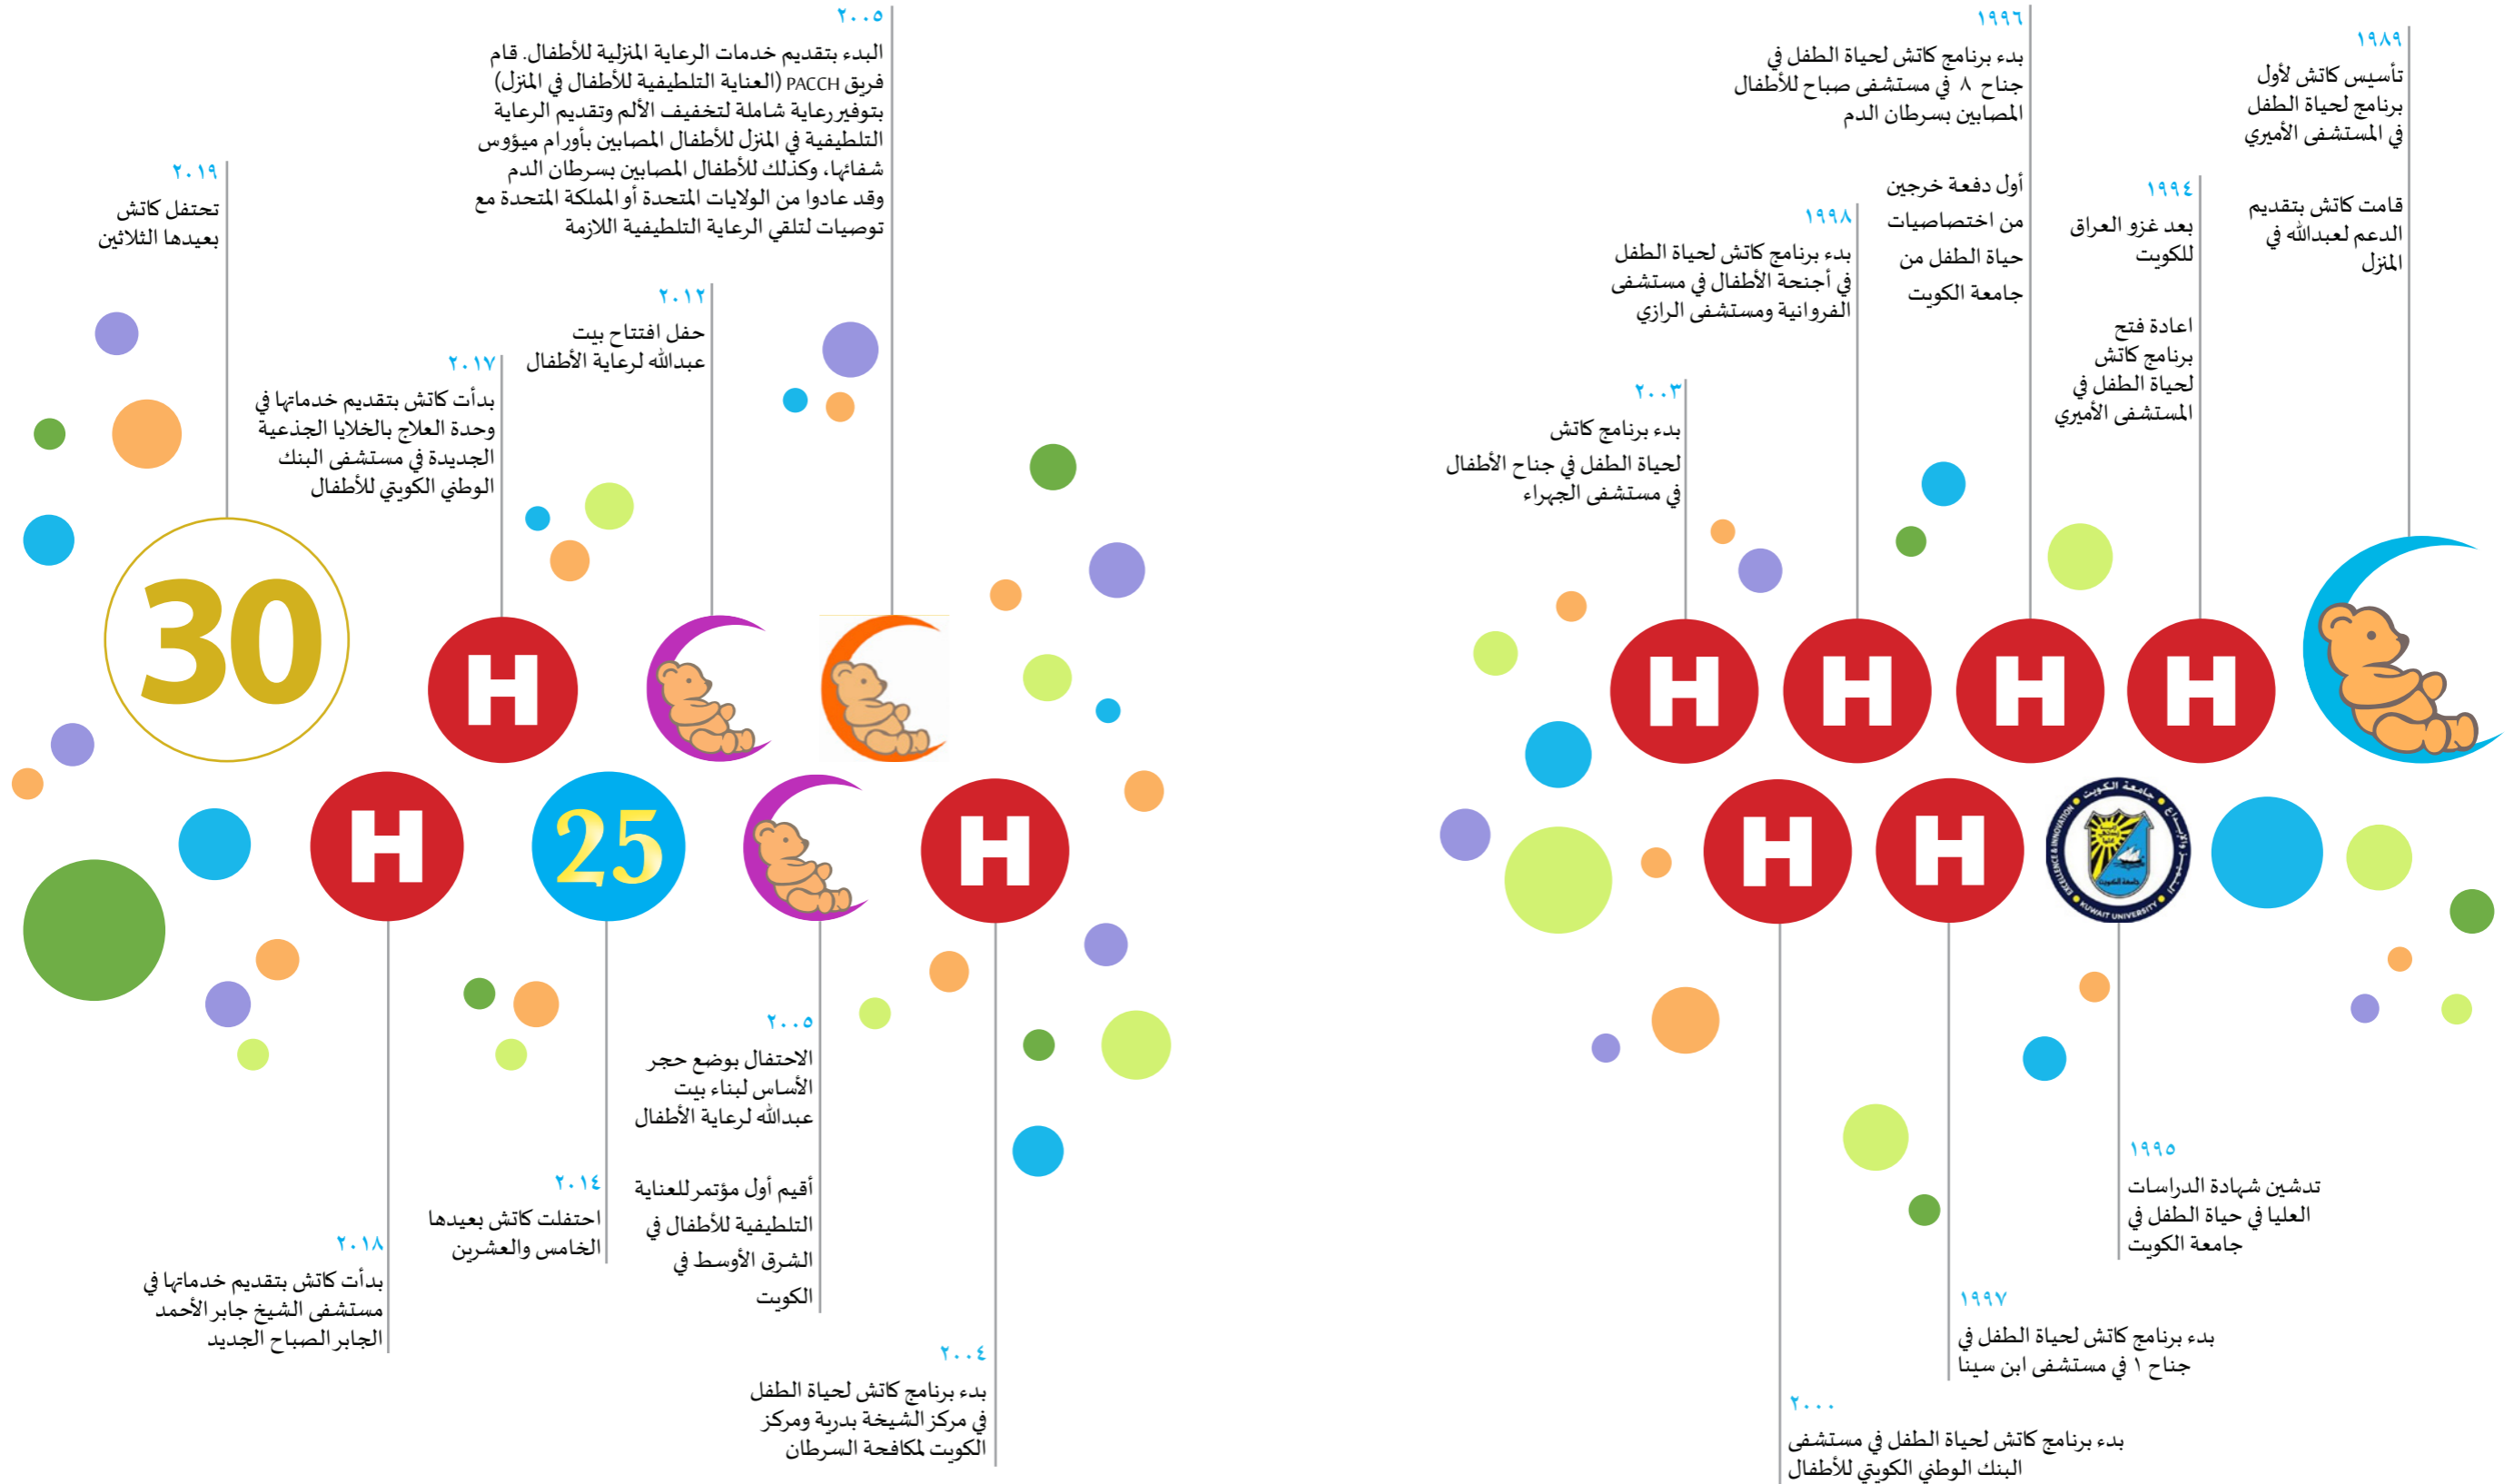 ١٩٨٩
تأسيس كاتش لأول
برنامج لحياة الطفل
في المستشفى الأميري
قامت كاتش بتقديم
الدعم لعبدالله في
المنزل
١٩٩٤
بعد غزو العراق
للكويت
اعادة فتح
برنامج كاتش
لحياة الطفل في
المستشفى الأميري
١٩٩٥
تدشين شهادة الدراسات
العليا في حياة الطفل في
جامعة الكويت
١٩٩٦
بدء برنامج كاتش لحياة الطفل في
جناح ٨ في مستشفى صباح للأطفال
المصابين بسرطان الدم
أول دفعة خرجين
من اختصاصيات
حياة الطفل من
جامعة الكويت
١٩٩٧
بدء برنامج كاتش لحياة الطفل في
جناح ١ في مستشفى ابن سينا
١٩٩٨
بدء برنامج كاتش لحياة الطفل
في أجنحة الأطفال في مستشفى
الفروانية ومستشفى الرازي
٢٠٠٠
بدء برنامج كاتش لحياة الطفل في مستشفى
البنك الوطني الكويتي للأطفال
٢٠٠٣
بدء برنامج كاتش
لحياة الطفل في جناح الأطفال
في مستشفى الجهراء
H
H
H
H
H
H
جامعة الكويت
EXCELLENCE & INNOVATION
KUWAIT UNIVERSITY
جامعة الكويت
٢٠٠٤
بدء برنامج كاتش لحياة الطفل
في مركز الشيخة بدرية ومركز
الكويت لمكافحة السرطان
٢٠٠٥
البدء بتقديم خدمات الرعاية المنزلية للأطفال. قام
فريق PACCH (العناية التلطيفية للأطفال في المنزل)
بتوفير رعاية شاملة لتخفيف الألم وتقديم الرعاية
التلطيفية في المنزل للأطفال المصابين بأورام ميؤوس
شفائها، وكذلك للأطفال المصابين بسرطان الدم
وقد عادوا من الولايات المتحدة أو المملكة المتحدة مع
توصيات لتلقي الرعاية التلطيفية اللازمة
٢٠٠٥
الاحتفال بوضع حجر
الأساس لبناء بيت
عبدالله لرعاية الأطفال
أقيم أول مؤتمر للعناية
التلطيفية للأطفال في
الشرق الأوسط في
الكويت
٢٠١٢
حفل افتتاح بيت
عبدالله لرعاية الأطفال
٢٠١٤
احتفلت كاتش بعيدها
الخامس والعشرين
٢٠١٧
بدأت كاتش بتقديم خدماتها في
وحدة العلاج بالخلايا الجذعية
الجديدة في مستشفى البنك
الوطني الكويتي للأطفال
٢٠١٨
بدأت كاتش بتقديم خدماتها في
مستشفى الشيخ جابر الأحمد
الجابر الصباح الجديد
٢٠١٩
تحتفل كاتش
بعيدها الثلاثين
H
H
H
25
30